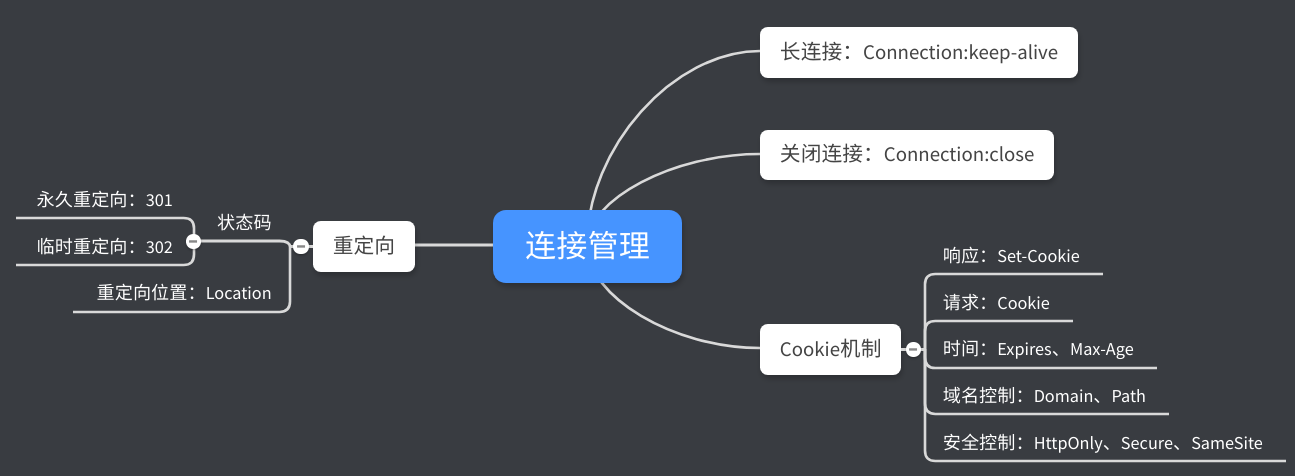 连接管理
长连接：Connection:keep-alive
关闭连接：Connection:close
Cookie机制
响应：Set-Cookie
请求：Cookie
时间：Expires、Max-Age
域名控制：Domain、Path
安全控制：HttpOnly、Secure、SameSite
重定向
状态码
永久重定向：301
临时重定向：302
重定向位置：Location